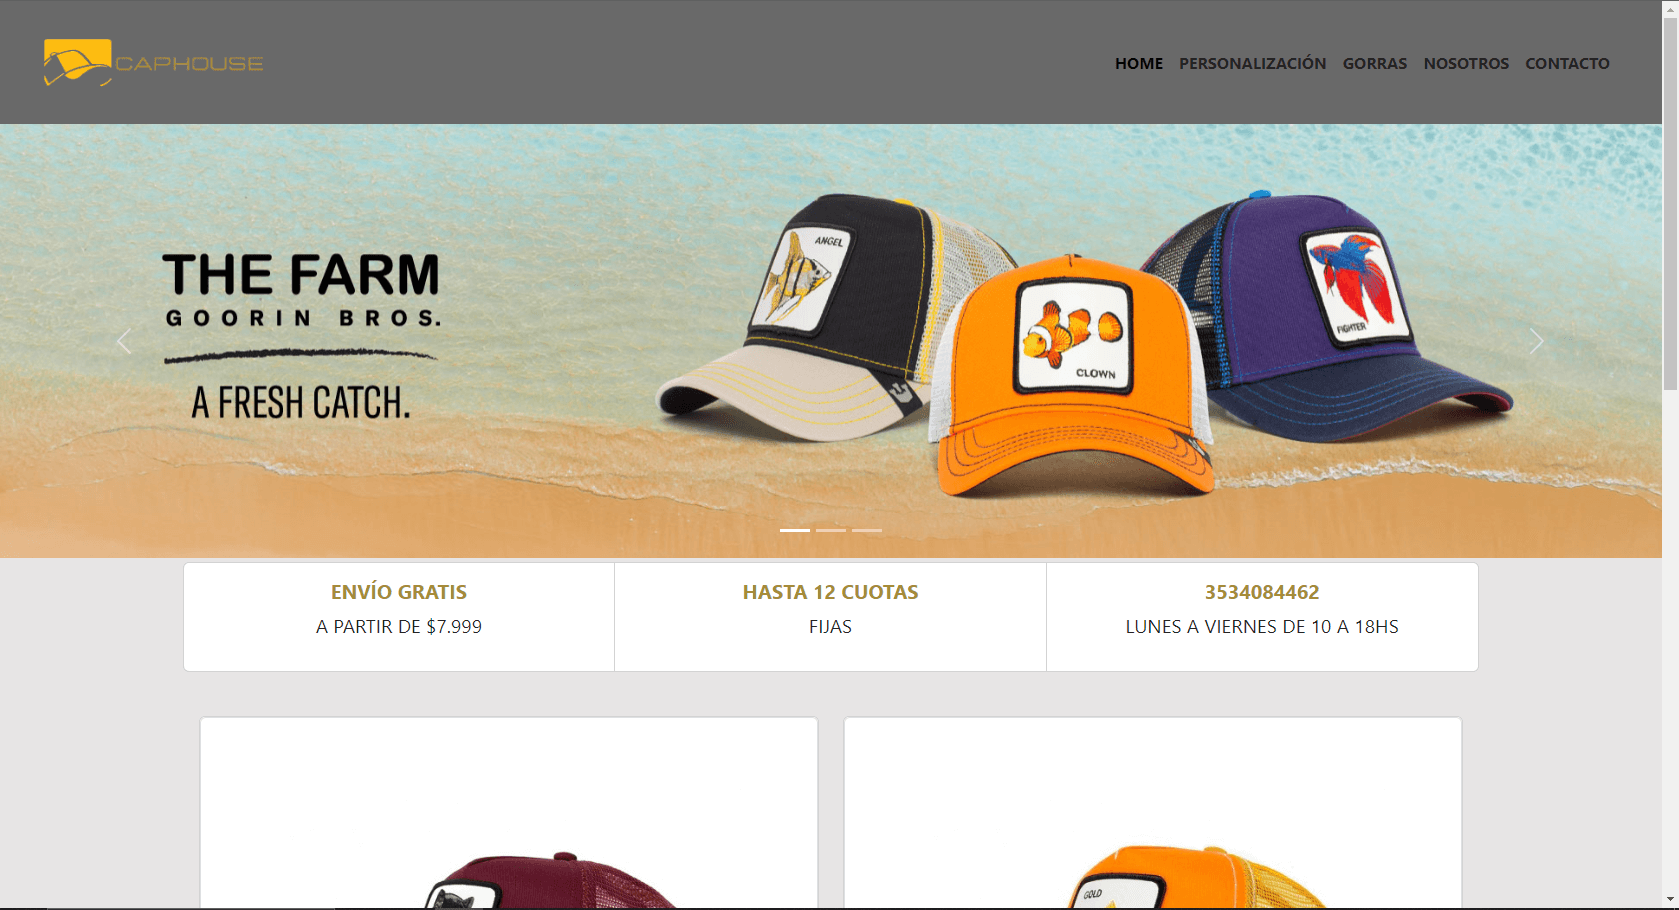 CAPHOUSE
HOME PERSONALIZACIÓN GORRAS NOSOTROS CONTACTO
THE FARM
GOORIN BROS.
A FRESH CATCH.
ANGEL
CLOWN
FIGHTER
ENVÍO GRATIS
A PARTIR DE $7.999
HASTA 12 CUOTAS
FIJAS
3534084462
LUNES A VIERNES DE 10 A 18HS
GOLD